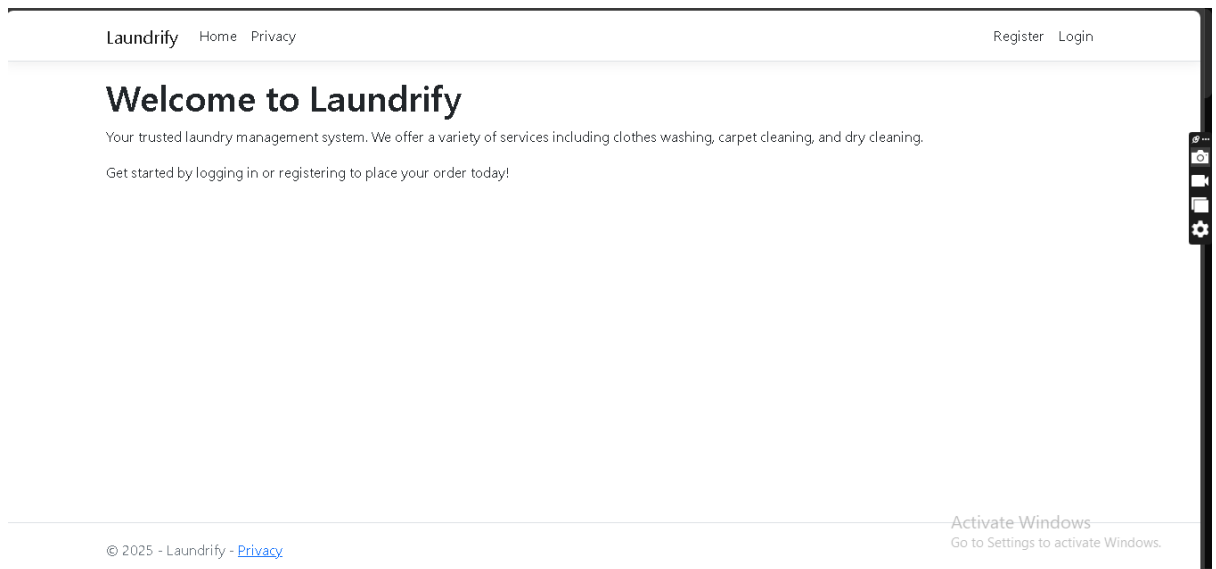 Laundrify Home Privacy Register Login
Welcome to Laundrify
Your trusted laundry management system. We offer a variety of services including clothes washing, carpet cleaning, and dry cleaning.
Get started by logging in or registering to place your order today!
Activate Windows
Go to Settings to activate Windows.
© 2025 - Laundrify - Privacy